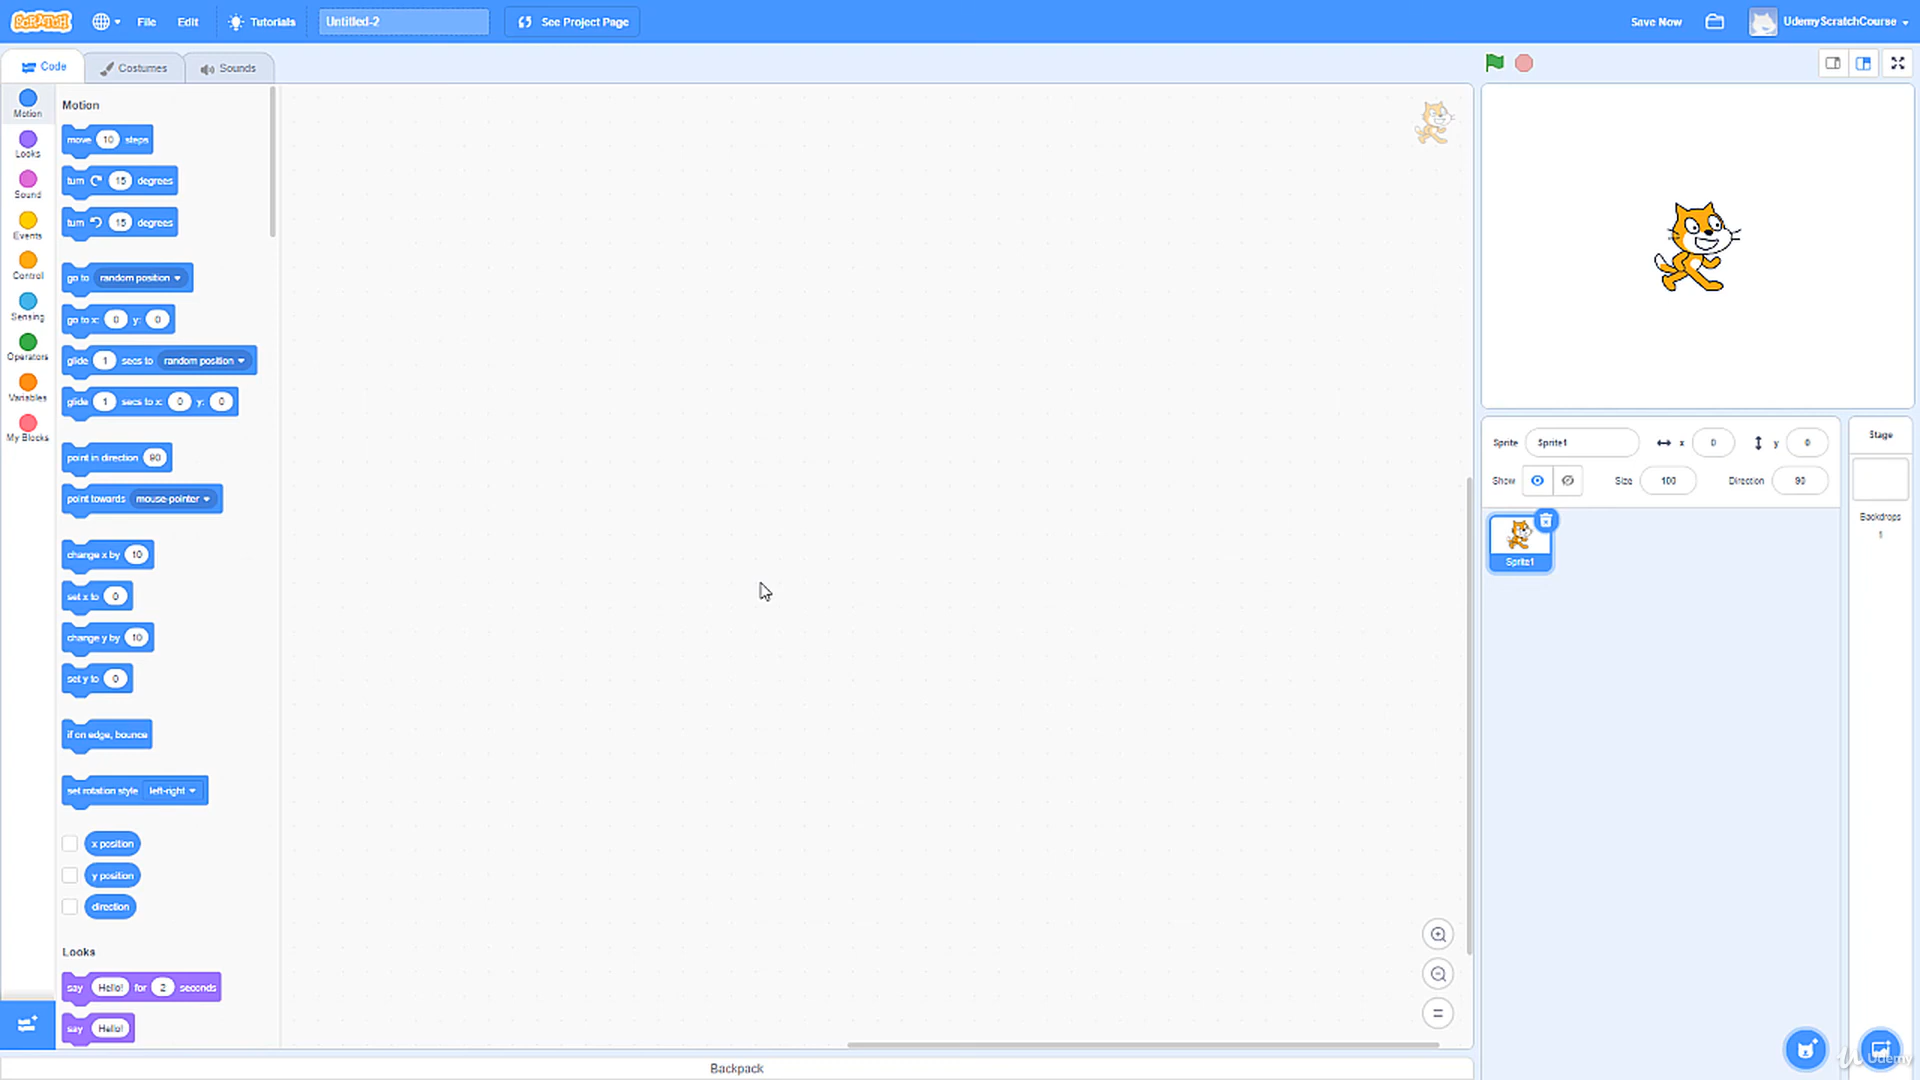 SCRATCH File Edit Tutorials Untitled-2 See Project Page Save Now UdemyScratchCourse
Code Costumes Sounds
Motion
Looks
Sound
Events
Control
Sensing
Operators
Variables
My Blocks
Motion
move 10 steps
turn 15 degrees
turn 15 degrees
go to random position
go to x: 0 y: 0
glide 1 secs to random position
glide 1 secs to x: 0 y: 0
point in direction 90
point towards mouse-pointer
change x by 10
set x to 0
change y by 10
set y to 0
if on edge, bounce
set rotation style left-right
x position
y position
direction
Looks
say Hello! for 2 seconds
say Hello!
Backpack
Sprite Sprite1 x 0 y 0
Show Size 100 Direction 90
Sprite1
Stage
Backdrops
1
Udemy